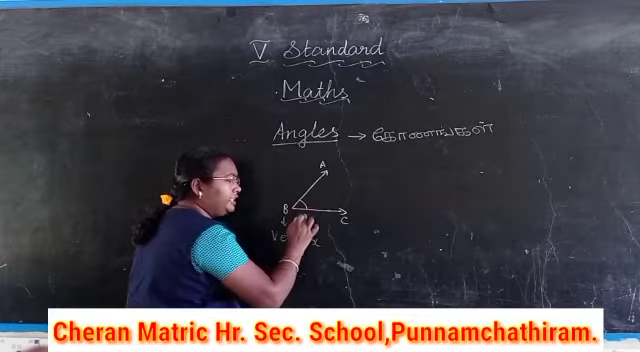 V Standard
Maths
Angles → கோணங்கள்
A
B
C
Cheran Matric Hr. Sec. School,Punnamchathiram.